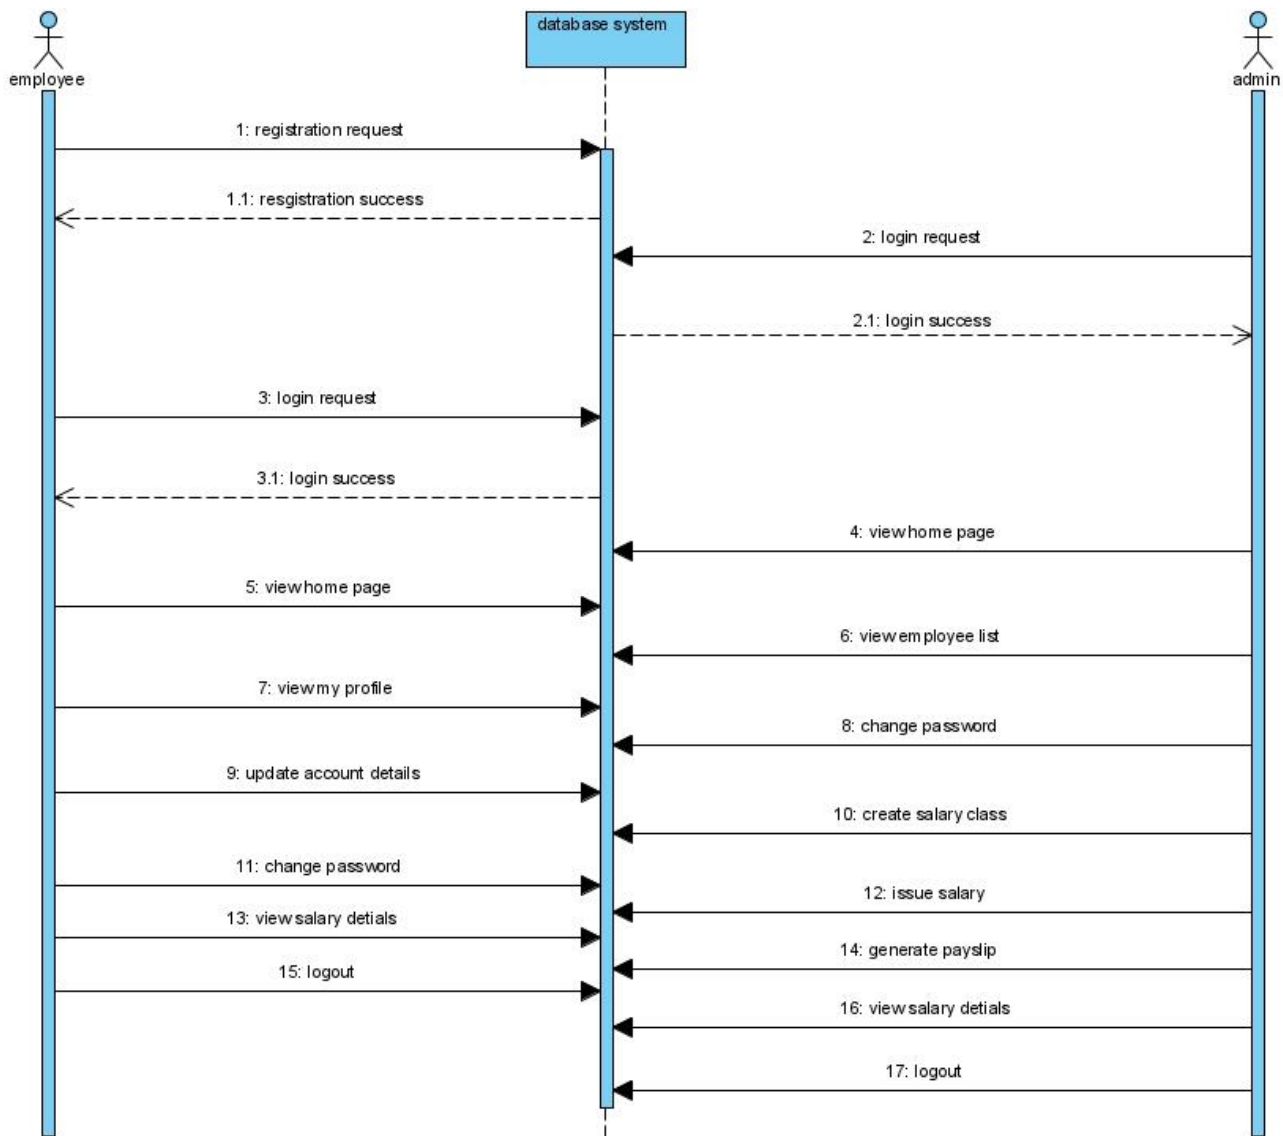 database system
employee
admin
1: registration request
1.1: resgistration success
2: login request
2.1: login success
3: login request
3.1: login success
4: view home page
5: view home page
6: view employee list
7: view my profile
8: change password
9: update account details
10: create salary class
11: change password
12: issue salary
13: view salary detials
14: generate payslip
15: logout
16: view salary detials
17: logout